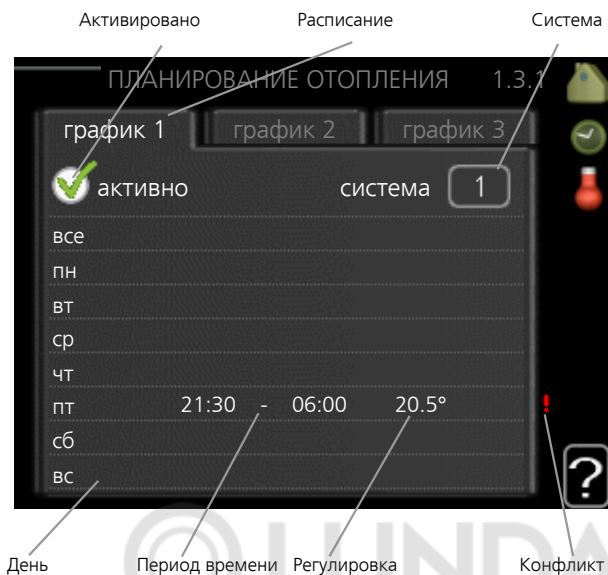 Активировано Расписание Система
ПЛАНИРОВАНИЕ ОТОПЛЕНИЯ 1.3.1
график 1 график 2 график 3
активно система 1
все
пн
вт
ср
чт
пт 21:30 - 06:00 20.5° !
сб
вс
?
День Период времени Регулировка Конфликт
LUNDA